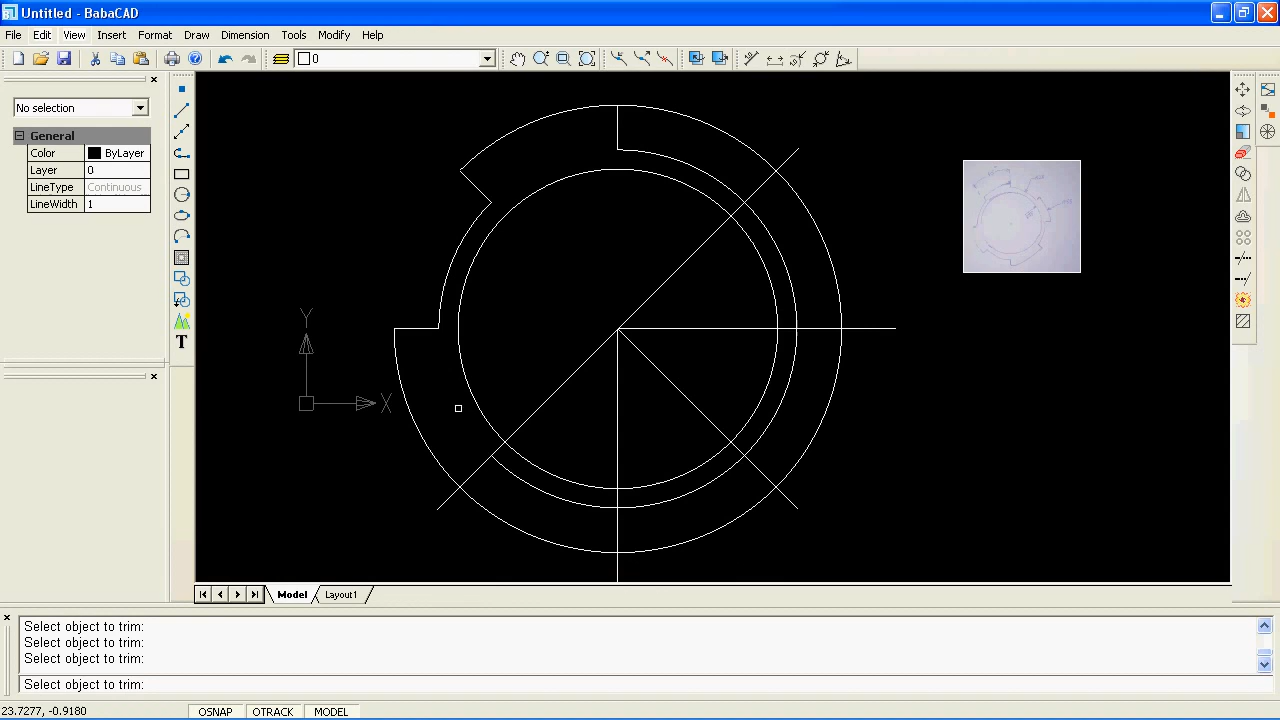 Untitled - BabaCAD
File Edit View Insert Format Draw Dimension Tools Modify Help
0
No selection
General
Color ByLayer
Layer 0
LineType Continuous
LineWidth 1
Y
X
T
Model Layout1
Select object to trim:
Select object to trim:
Select object to trim:
Select object to trim:
23.7277, -0.9180 OSNAP OTRACK MODEL